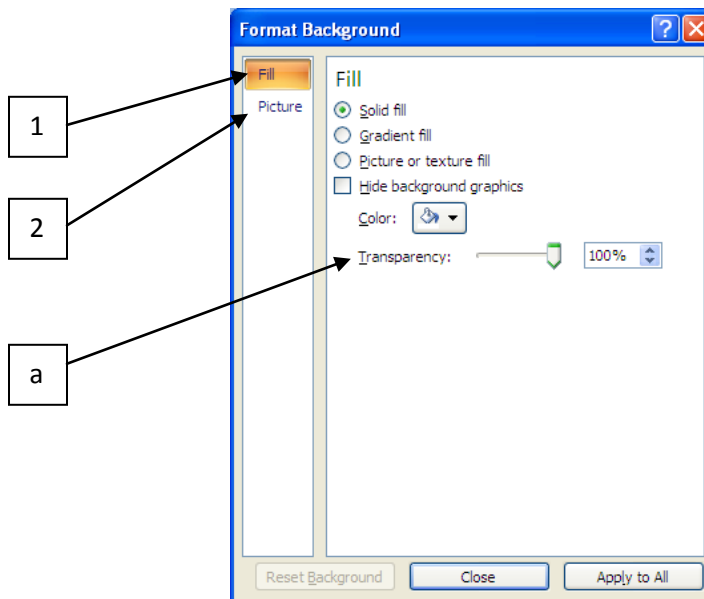 Format Background
Fill
Picture
Fill
Solid fill
Gradient fill
Picture or texture fill
Hide background graphics
Color:
Transparency: 100%
1
2
a
Reset Background Close Apply to All